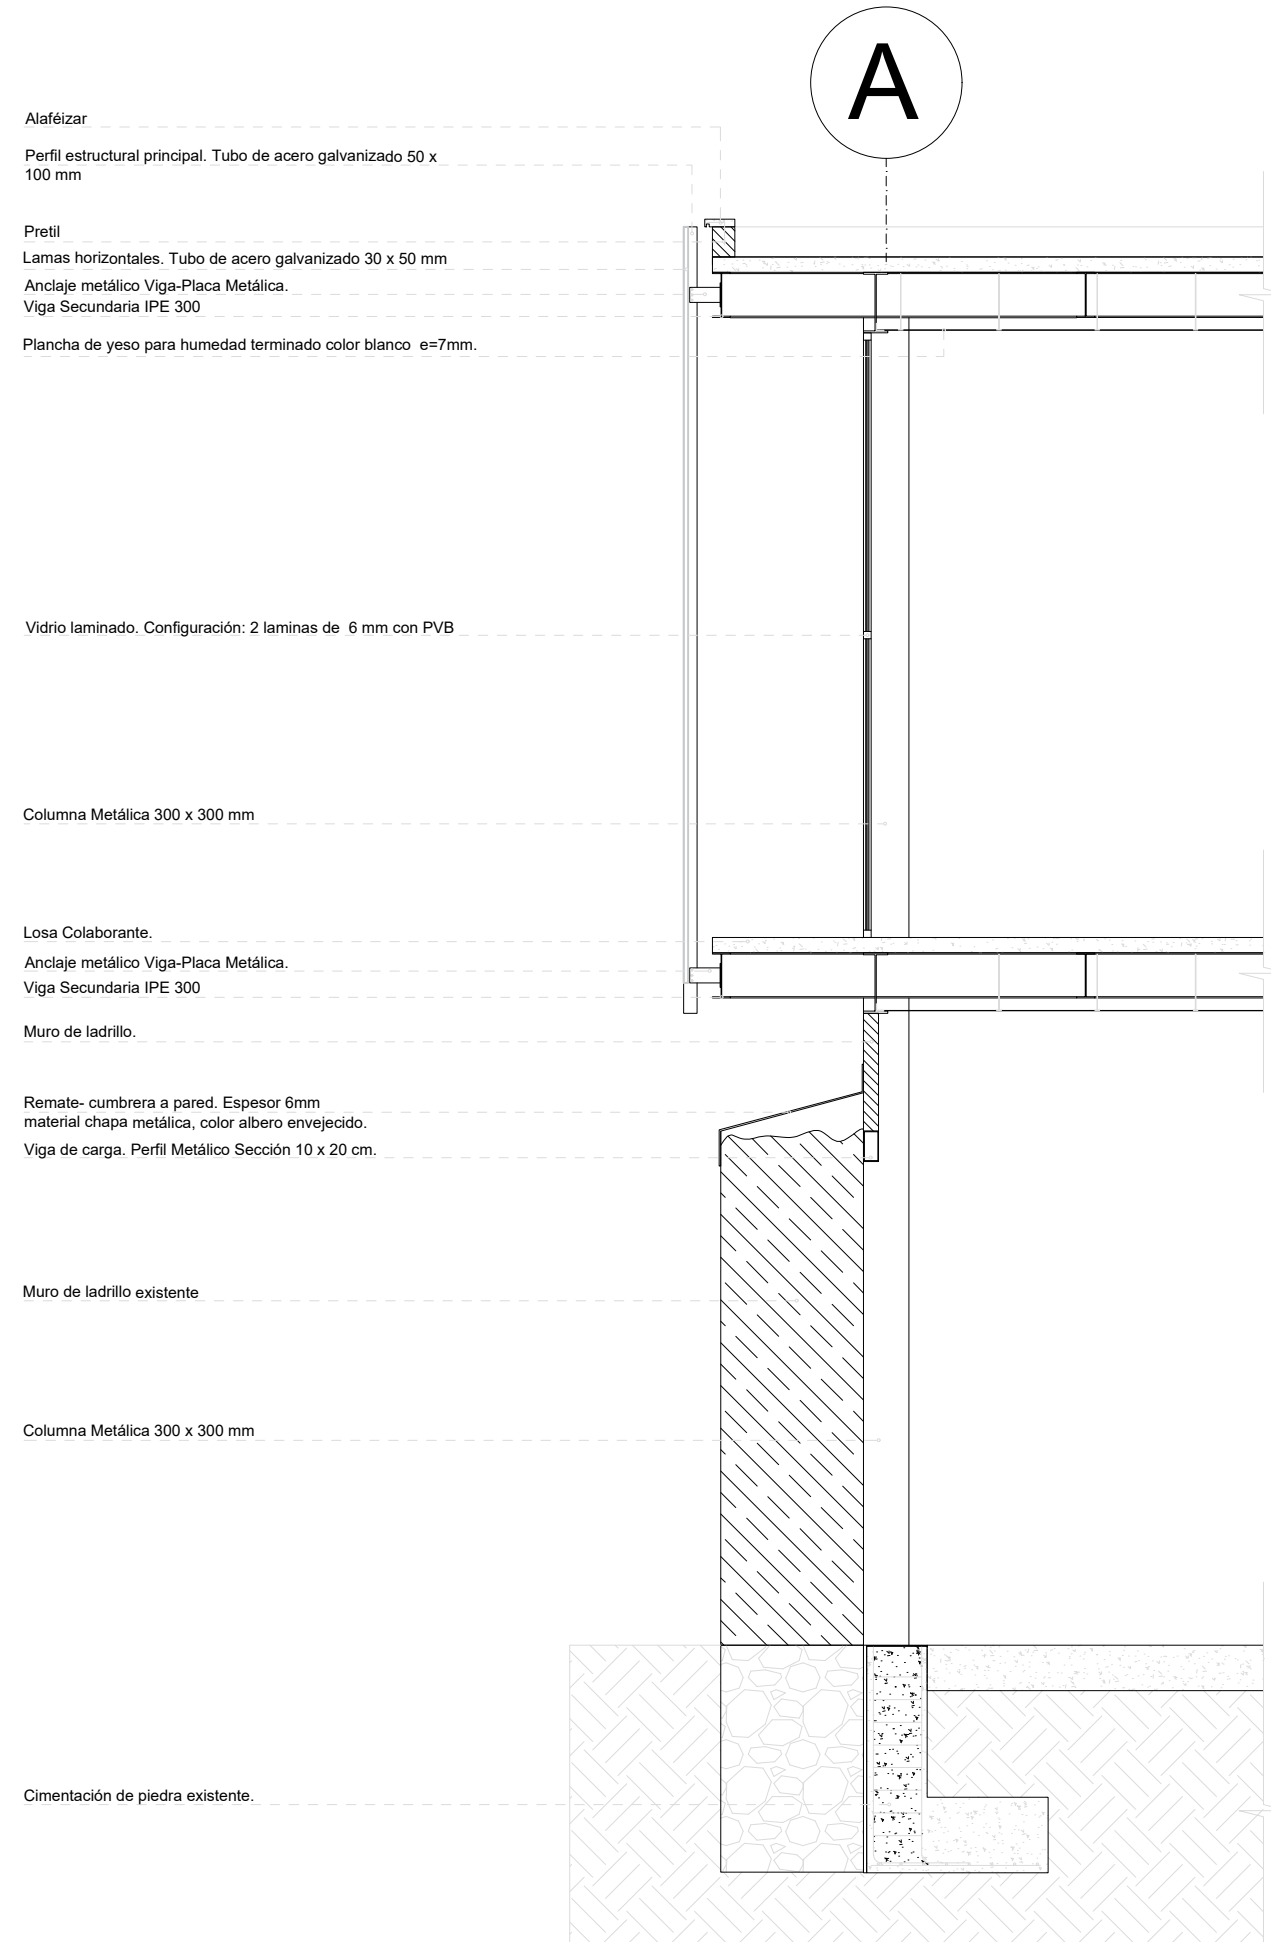 A
Alaféizar
Perfil estructural principal. Tubo de acero galvanizado 50 x
100 mm
Pretil
Lamas horizontales. Tubo de acero galvanizado 30 x 50 mm
Anclaje metálico Viga-Placa Metálica.
Viga Secundaria IPE 300
Plancha de yeso para humedad terminado color blanco e=7mm.
Vidrio laminado. Configuración: 2 laminas de 6 mm con PVB
Columna Metálica 300 x 300 mm
Losa Colaborante.
Anclaje metálico Viga-Placa Metálica.
Viga Secundaria IPE 300
Muro de ladrillo.
Remate- cumbrera a pared. Espesor 6mm
material chapa metálica, color albero envejecido.
Viga de carga. Perfil Metálico Sección 10 x 20 cm.
Muro de ladrillo existente
Columna Metálica 300 x 300 mm
Cimentación de piedra existente.